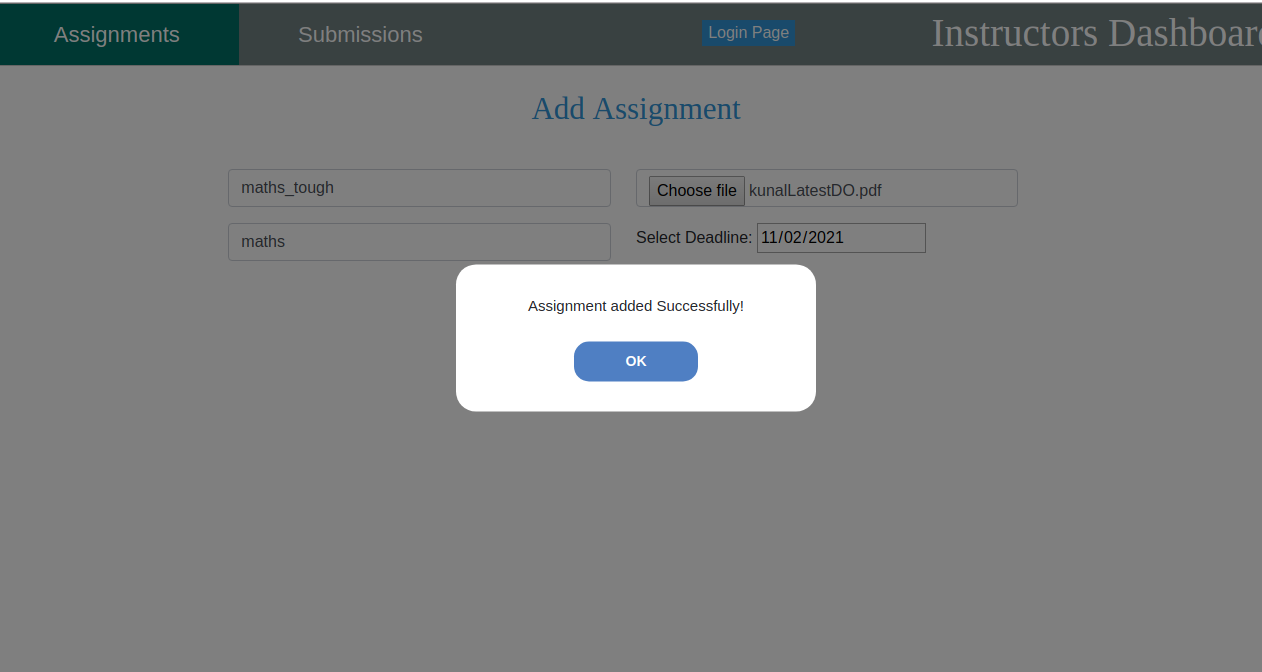 Assignments Submissions Login Page Instructors Dashboar
Add Assignment
maths_tough Choose file kunalLatestDO.pdf
maths Select Deadline: 11/02/2021
Assignment added Successfully!
OK